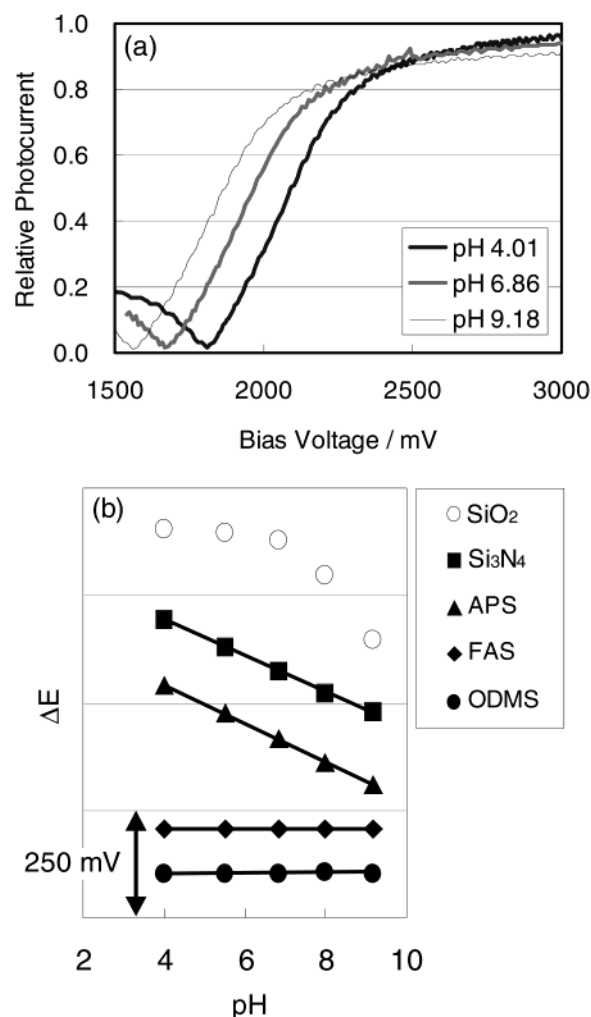 (a)
1.0
0.8
0.6
0.4
0.2
0.0
Relative Photocurrent
pH 4.01
pH 6.86
pH 9.18
1500 2000 2500 3000
Bias Voltage / mV
(b)
SiO₂
Si₃N₄
APS
FAS
ODMS
ΔE
250 mV
2 4 6 8 10
pH